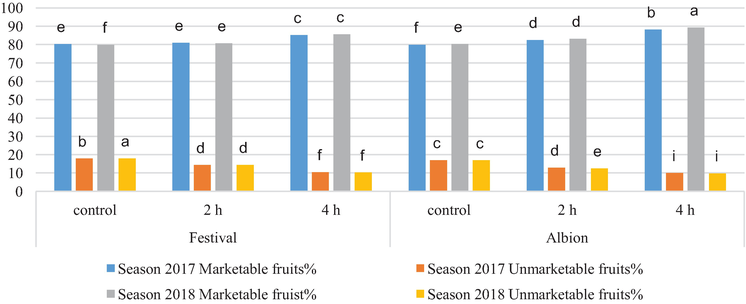 100
90
80
70
60
50
40
30
20
10
0
e f e e c c f e d d b a
b a d d f f c c d e i i
control 2 h 4 h control 2 h 4 h
Festival Albion
Season 2017 Marketable fruits% Season 2017 Unmarketable fruits%
Season 2018 Marketable fruist% Season 2018 Unmarketable fruits%